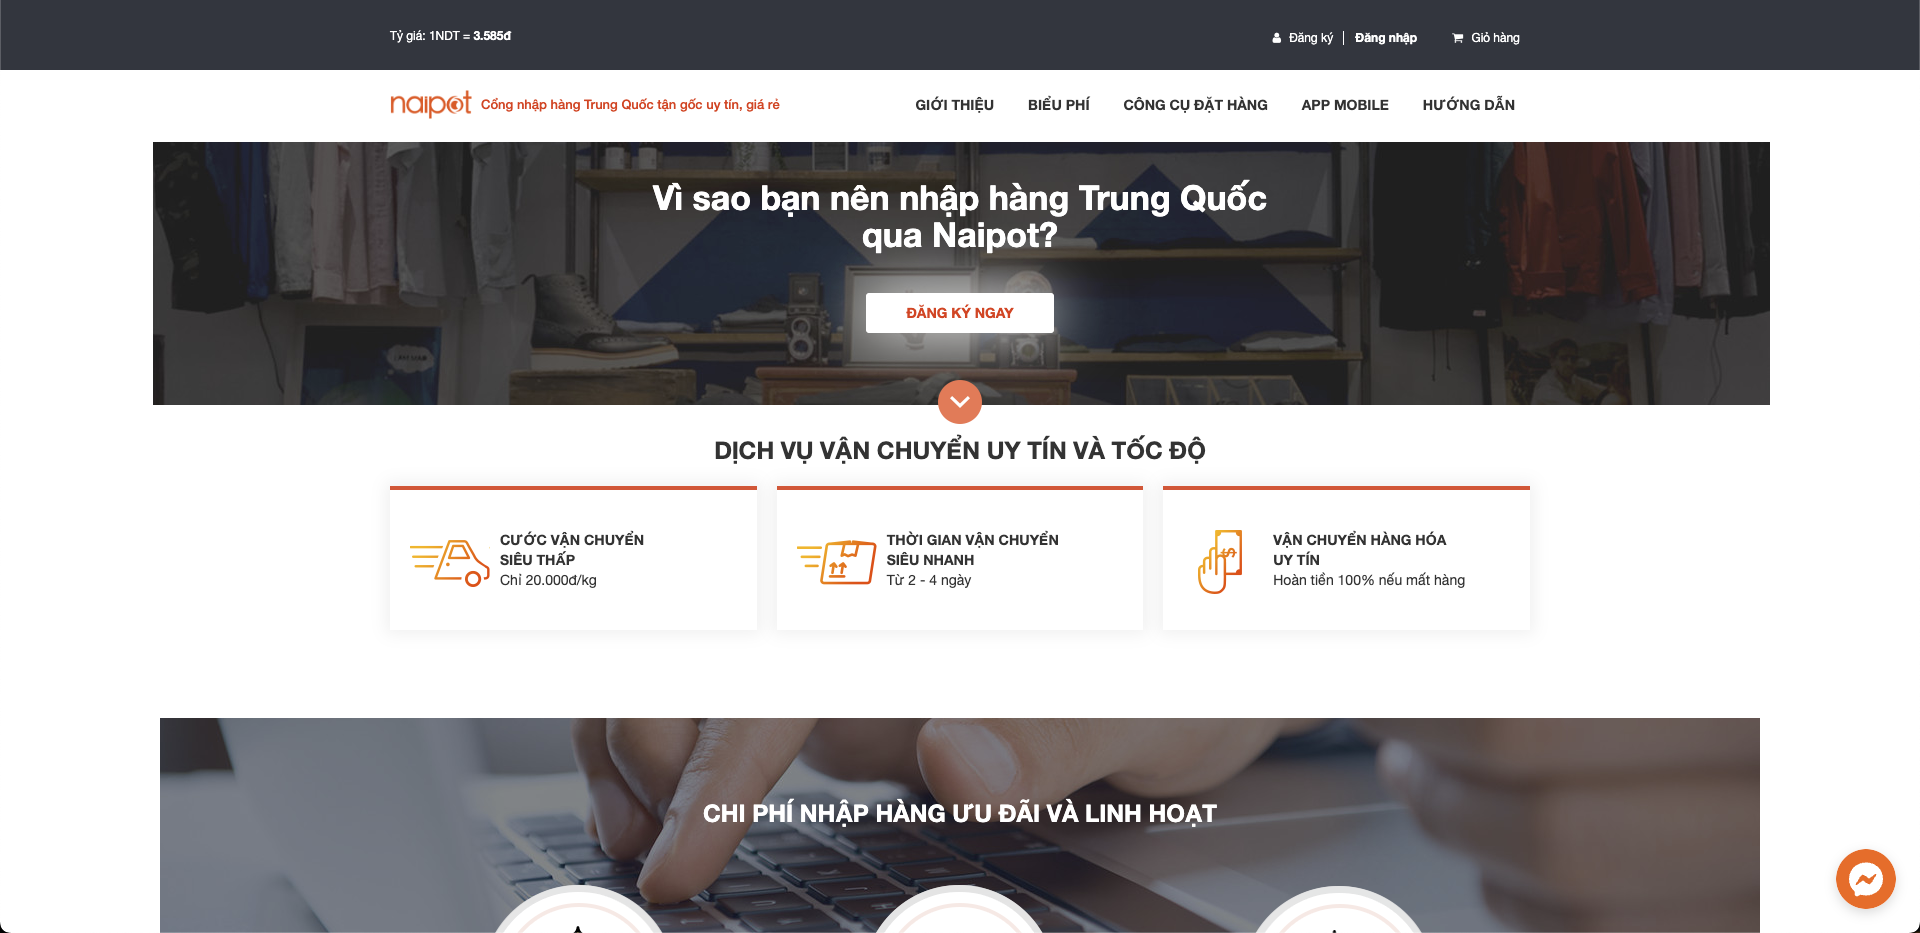 Tỷ giá: 1NDT = 3.585đ
Đăng ký
Đăng nhập
Giỏ hàng
naipot
Cổng nhập hàng Trung Quốc tận gốc uy tín, giá rẻ
GIỚI THIỆU
BIỂU PHÍ
CÔNG CỤ ĐẶT HÀNG
APP MOBILE
HƯỚNG DẪN
Vì sao bạn nên nhập hàng Trung Quốc
qua Naipot?
ĐĂNG KÝ NGAY
DỊCH VỤ VẬN CHUYỂN UY TÍN VÀ TỐC ĐỘ
CƯỚC VẬN CHUYỂN
SIÊU THẤP
Chỉ 20.000đ/kg
THỜI GIAN VẬN CHUYỂN
SIÊU NHANH
Từ 2 - 4 ngày
VẬN CHUYỂN HÀNG HÓA
UY TÍN
Hoàn tiền 100% nếu mất hàng
CHI PHÍ NHẬP HÀNG ƯU ĐÃI VÀ LINH HOẠT